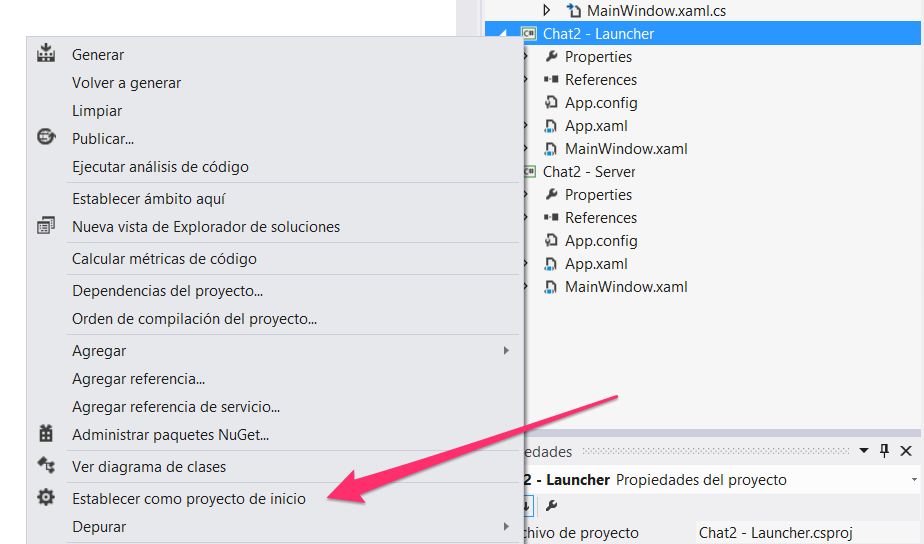 MainWindow.xaml.cs
C# Chat2 - Launcher
Properties
References
App.config
App.xaml
MainWindow.xaml
C# Chat2 - Server
Properties
References
App.config
App.xaml
MainWindow.xaml
Generar
Volver a generar
Limpiar
Publicar...
Ejecutar análisis de código
Establecer ámbito aquí
Nueva vista de Explorador de soluciones
Calcular métricas de código
Dependencias del proyecto...
Orden de compilación del proyecto...
Agregar
Agregar referencia...
Agregar referencia de servicio...
Administrar paquetes NuGet...
Ver diagrama de clases
Establecer como proyecto de inicio
Depurar
edades
2 - Launcher Propiedades del proyecto
chivo de proyecto Chat2 - Launcher.csproj